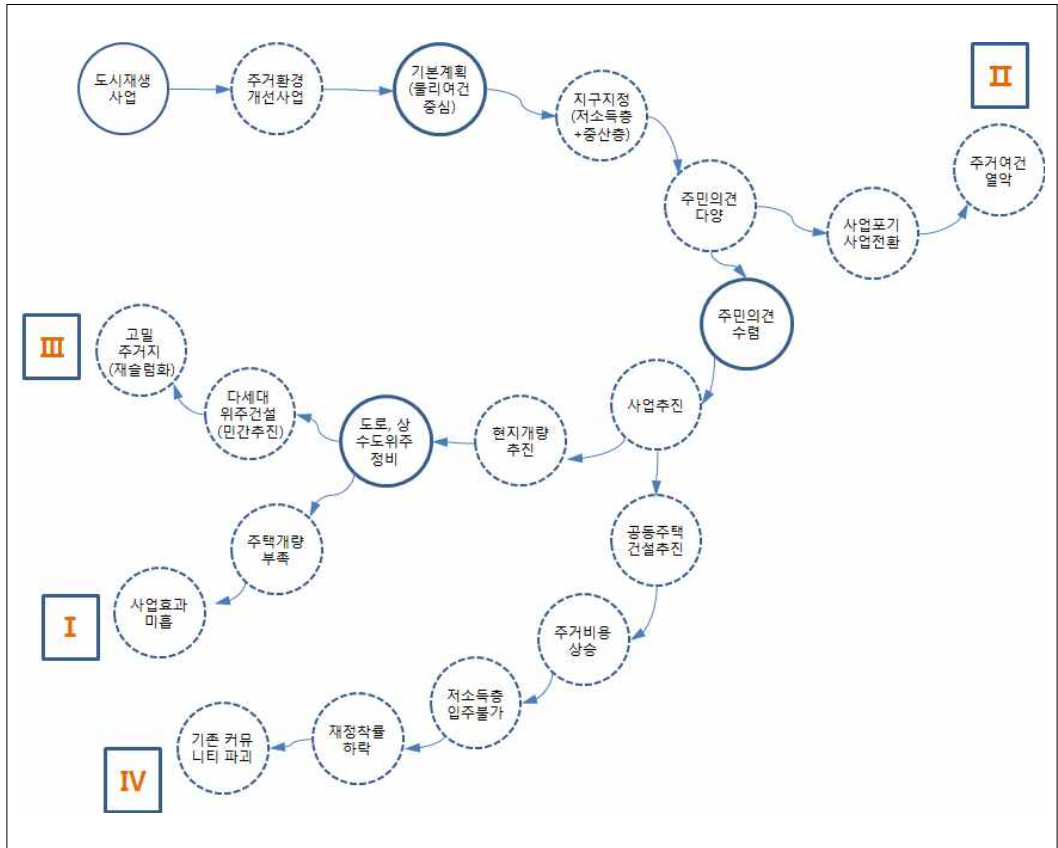 도시재생
사업
주거환경
개선사업
기본계획
(물리여건
중심)
지구지정
(저소득층
+중산층)
II
주민의견
다양
사업포기
사업전환
주거여건
열악
주민의견
수렴
III
고밀
주거지
(재슬럼화)
다세대
위주건설
(민간추진)
도로, 상
수도위주
정비
현지개량
추진
사업추진
공동주택
건설추진
주택개량
부족
I
사업효과
미흡
주거비용
상승
저소득층
입주불가
재정착률
하락
기존 커뮤
니티 파괴
IV